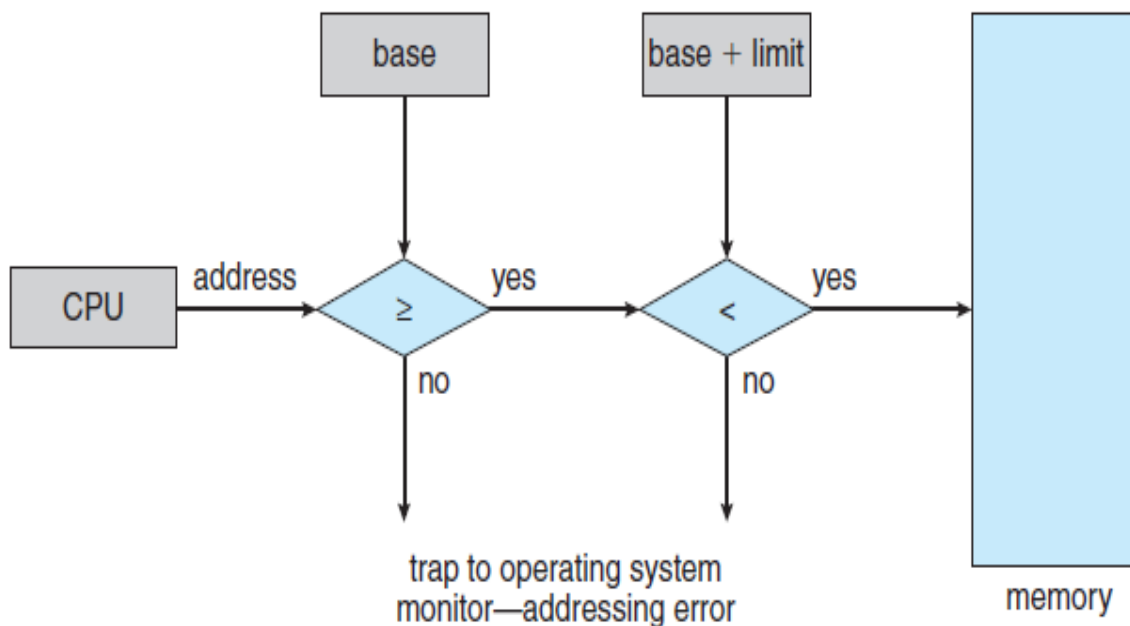 base
base + limit
CPU
address
≥
yes
<
yes
no
no
trap to operating system
monitor—addressing error
memory